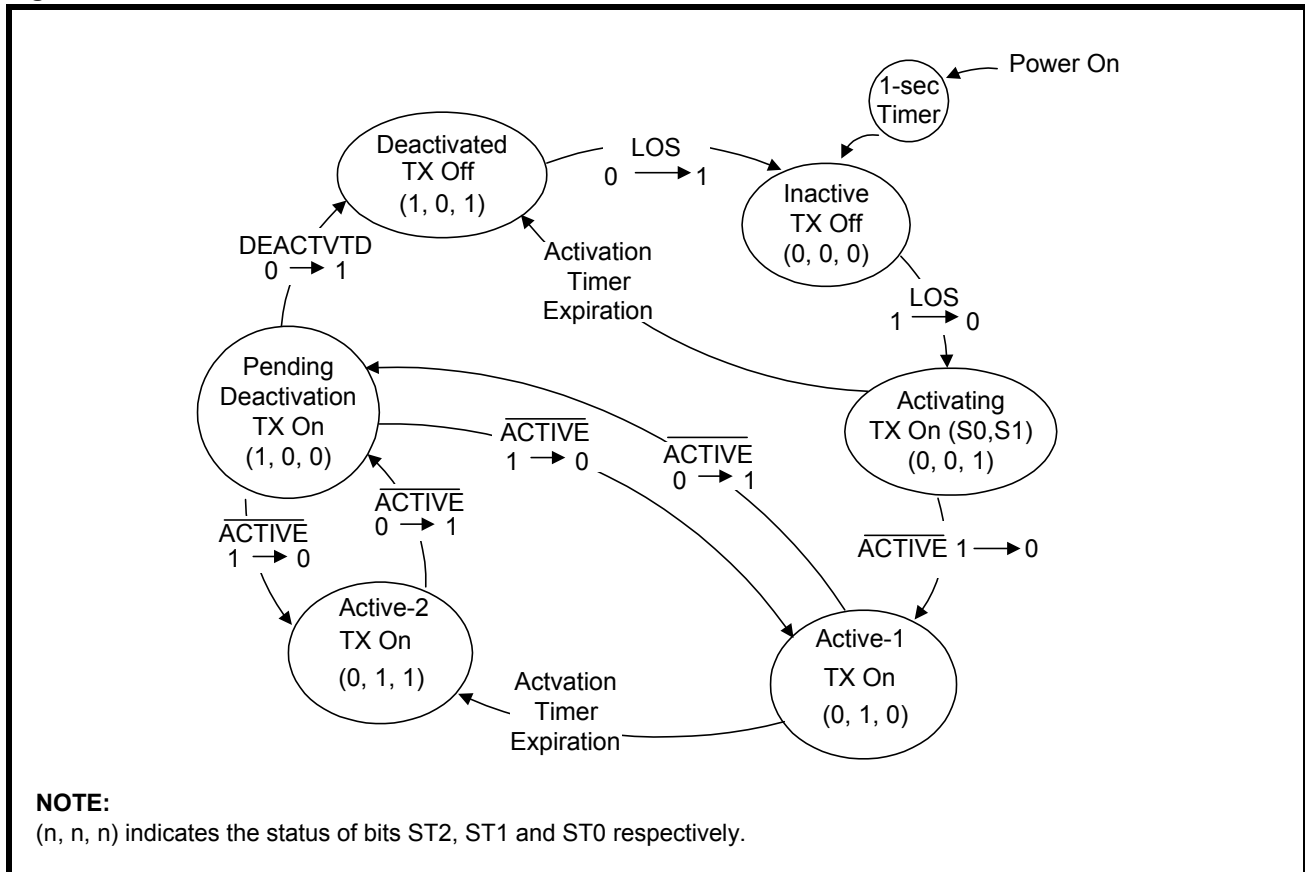 Power On
1-sec
Timer
Deactivated
TX Off
(1, 0, 1)
LOS
0 → 1
Inactive
TX Off
(0, 0, 0)
DEACTVTD
0 → 1
Activation
Timer
Expiration
LOS
1 → 0
Pending
Deactivation
TX On
(1, 0, 0)
Activating
TX On (S0,S1)
(0, 0, 1)
ACTIVE
1 → 0
ACTIVE
0 → 1
ACTIVE
0 → 1
ACTIVE
1 → 0
ACTIVE 1 → 0
Active-2
TX On
(0, 1, 1)
Active-1
TX On
(0, 1, 0)
Actvation
Timer
Expiration
NOTE:
(n, n, n) indicates the status of bits ST2, ST1 and ST0 respectively.